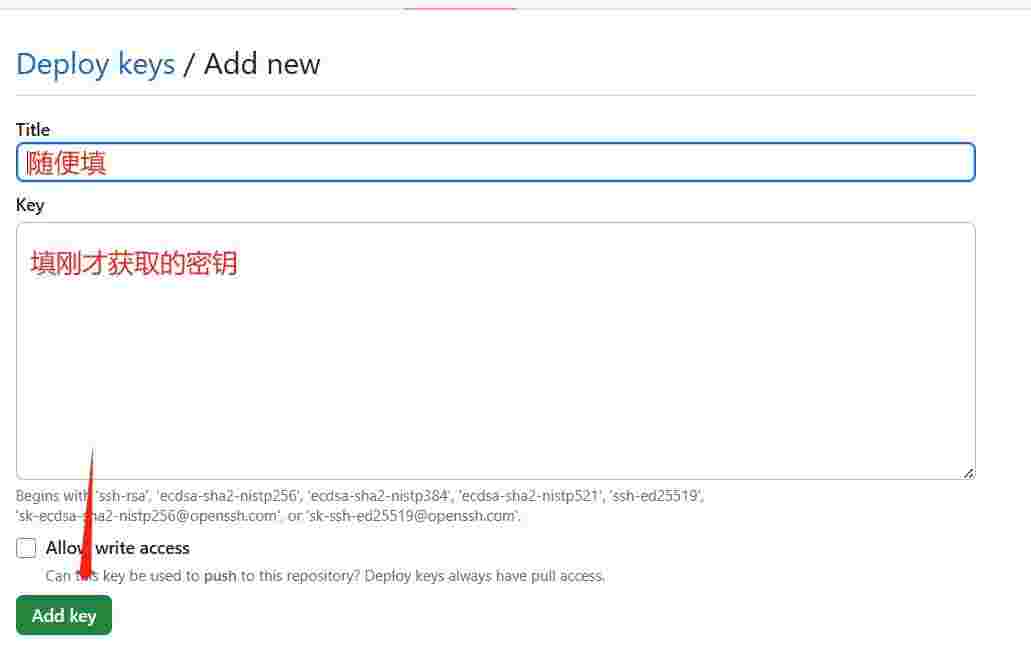 Deploy keys / Add new
Title
随便填
Key
填刚才获取的密钥
Begins with 'ssh-rsa', 'ecdsa-sha2-nistp256', 'ecdsa-sha2-nistp384', 'ecdsa-sha2-nistp521', 'ssh-ed25519',
'sk-ecdsa-sha2-nistp256@openssh.com', or 'sk-ssh-ed25519@openssh.com'.
Allow write access
Can this key be used to push to this repository? Deploy keys always have pull access.
Add key